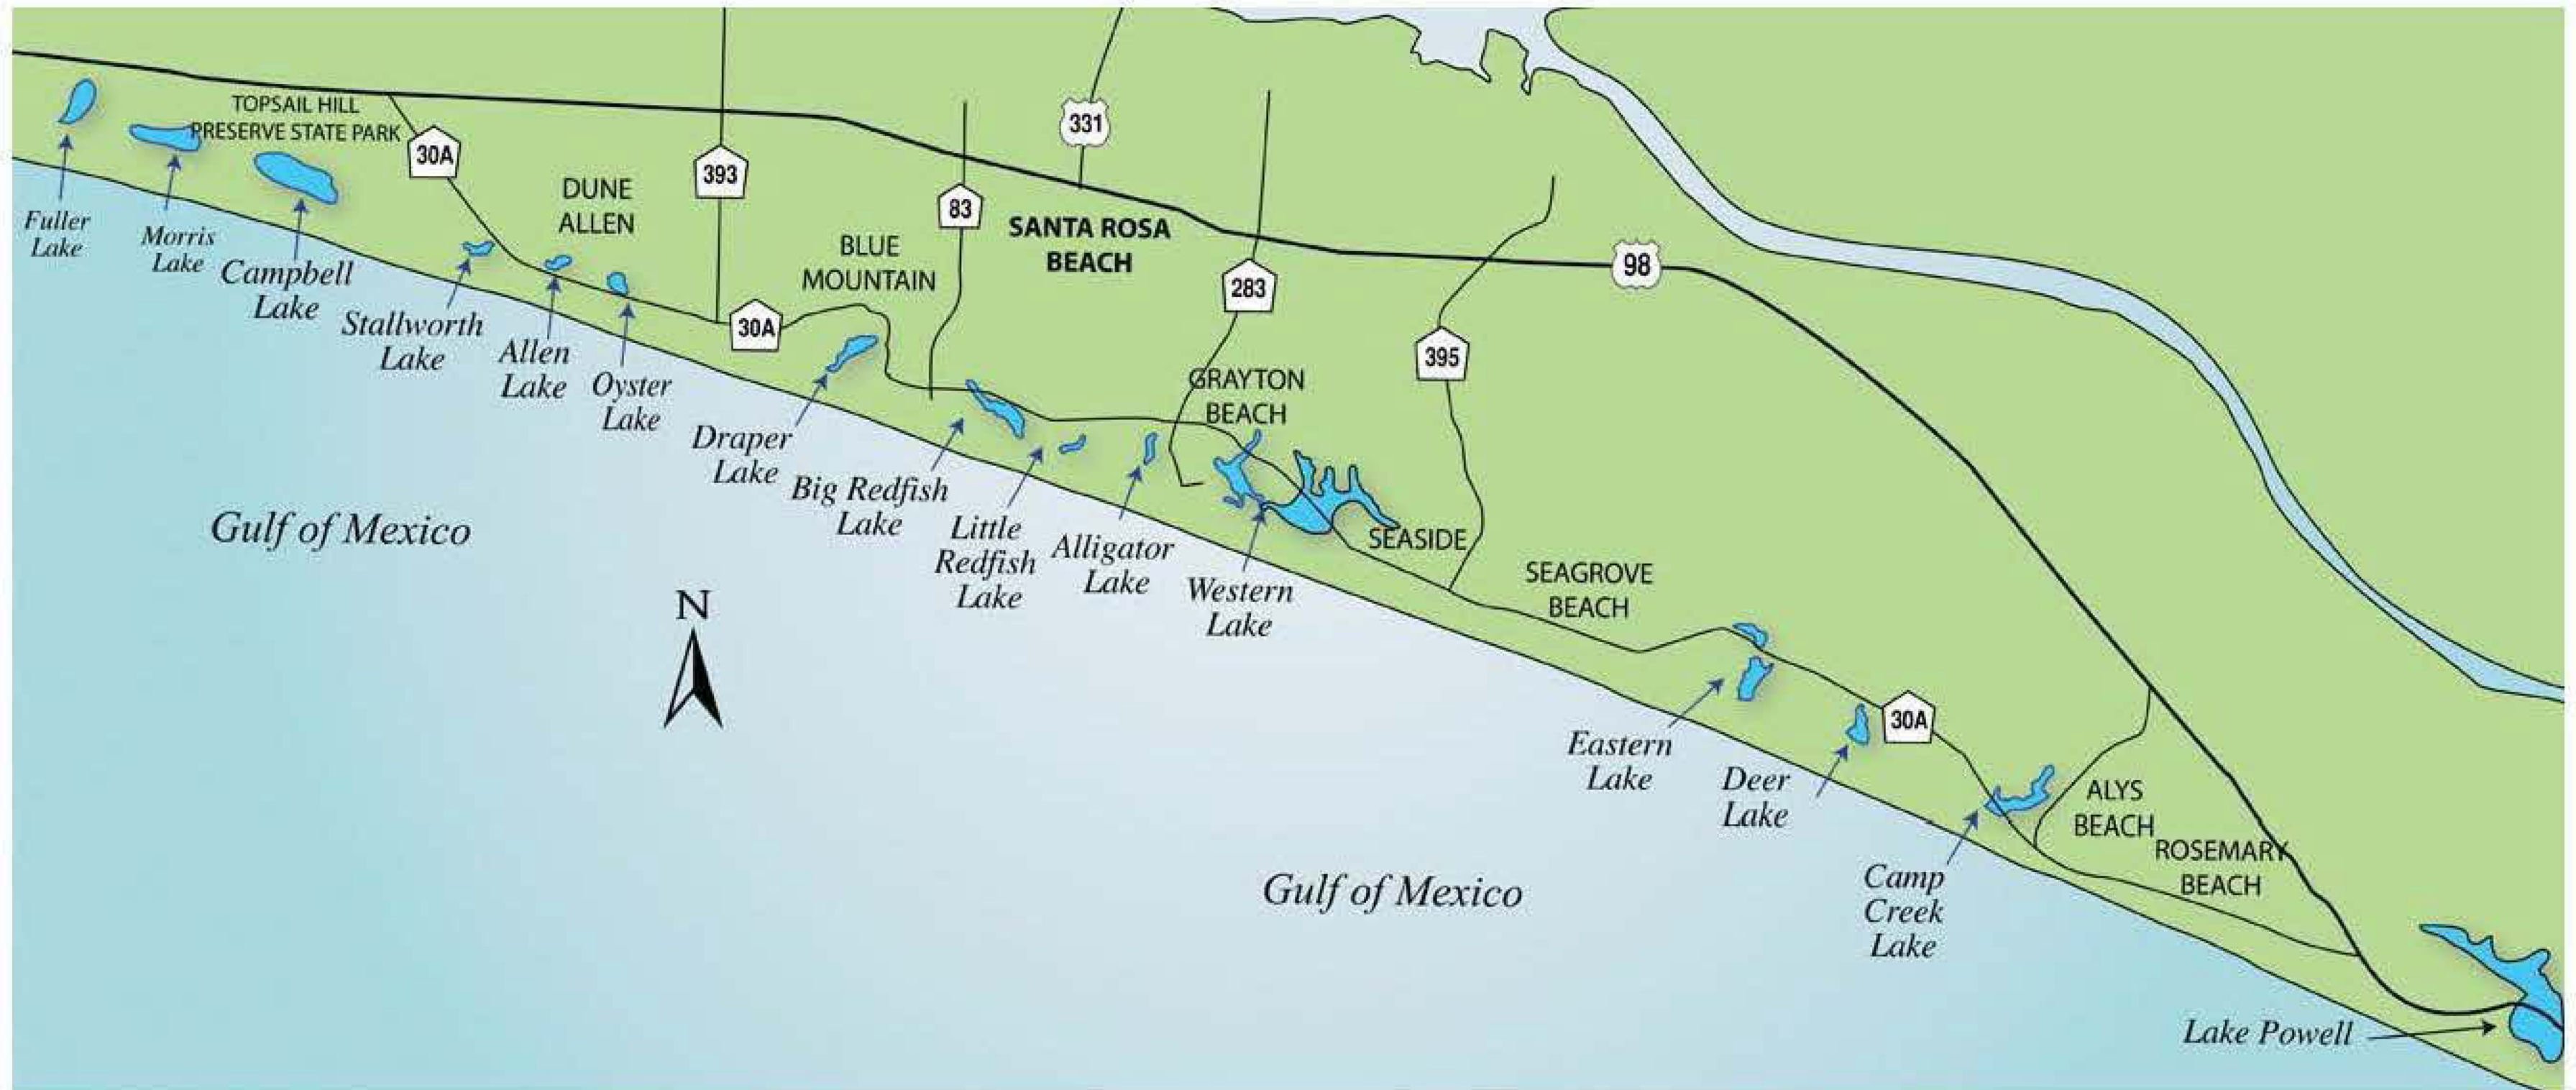 TOPSAIL HILL
PRESERVE STATE PARK
30A
393
331
DUNE
ALLEN
83
SANTA ROSA
BEACH
BLUE
MOUNTAIN
283
98
395
30A
Fuller
Lake
Morris
Lake
Campbell
Lake
Stallworth
Lake
Allen
Lake
Oyster
Lake
GRAYTON
BEACH
Draper
Lake
Big Redfish
Lake
Little
Redfish
Lake
Alligator
Lake
Western
Lake
SEASIDE
SEAGROVE
BEACH
Gulf of Mexico
N
Eastern
Lake
Deer
Lake
30A
Camp
Creek
Lake
ALYS
BEACH
ROSEMARY
BEACH
Gulf of Mexico
Lake Powell